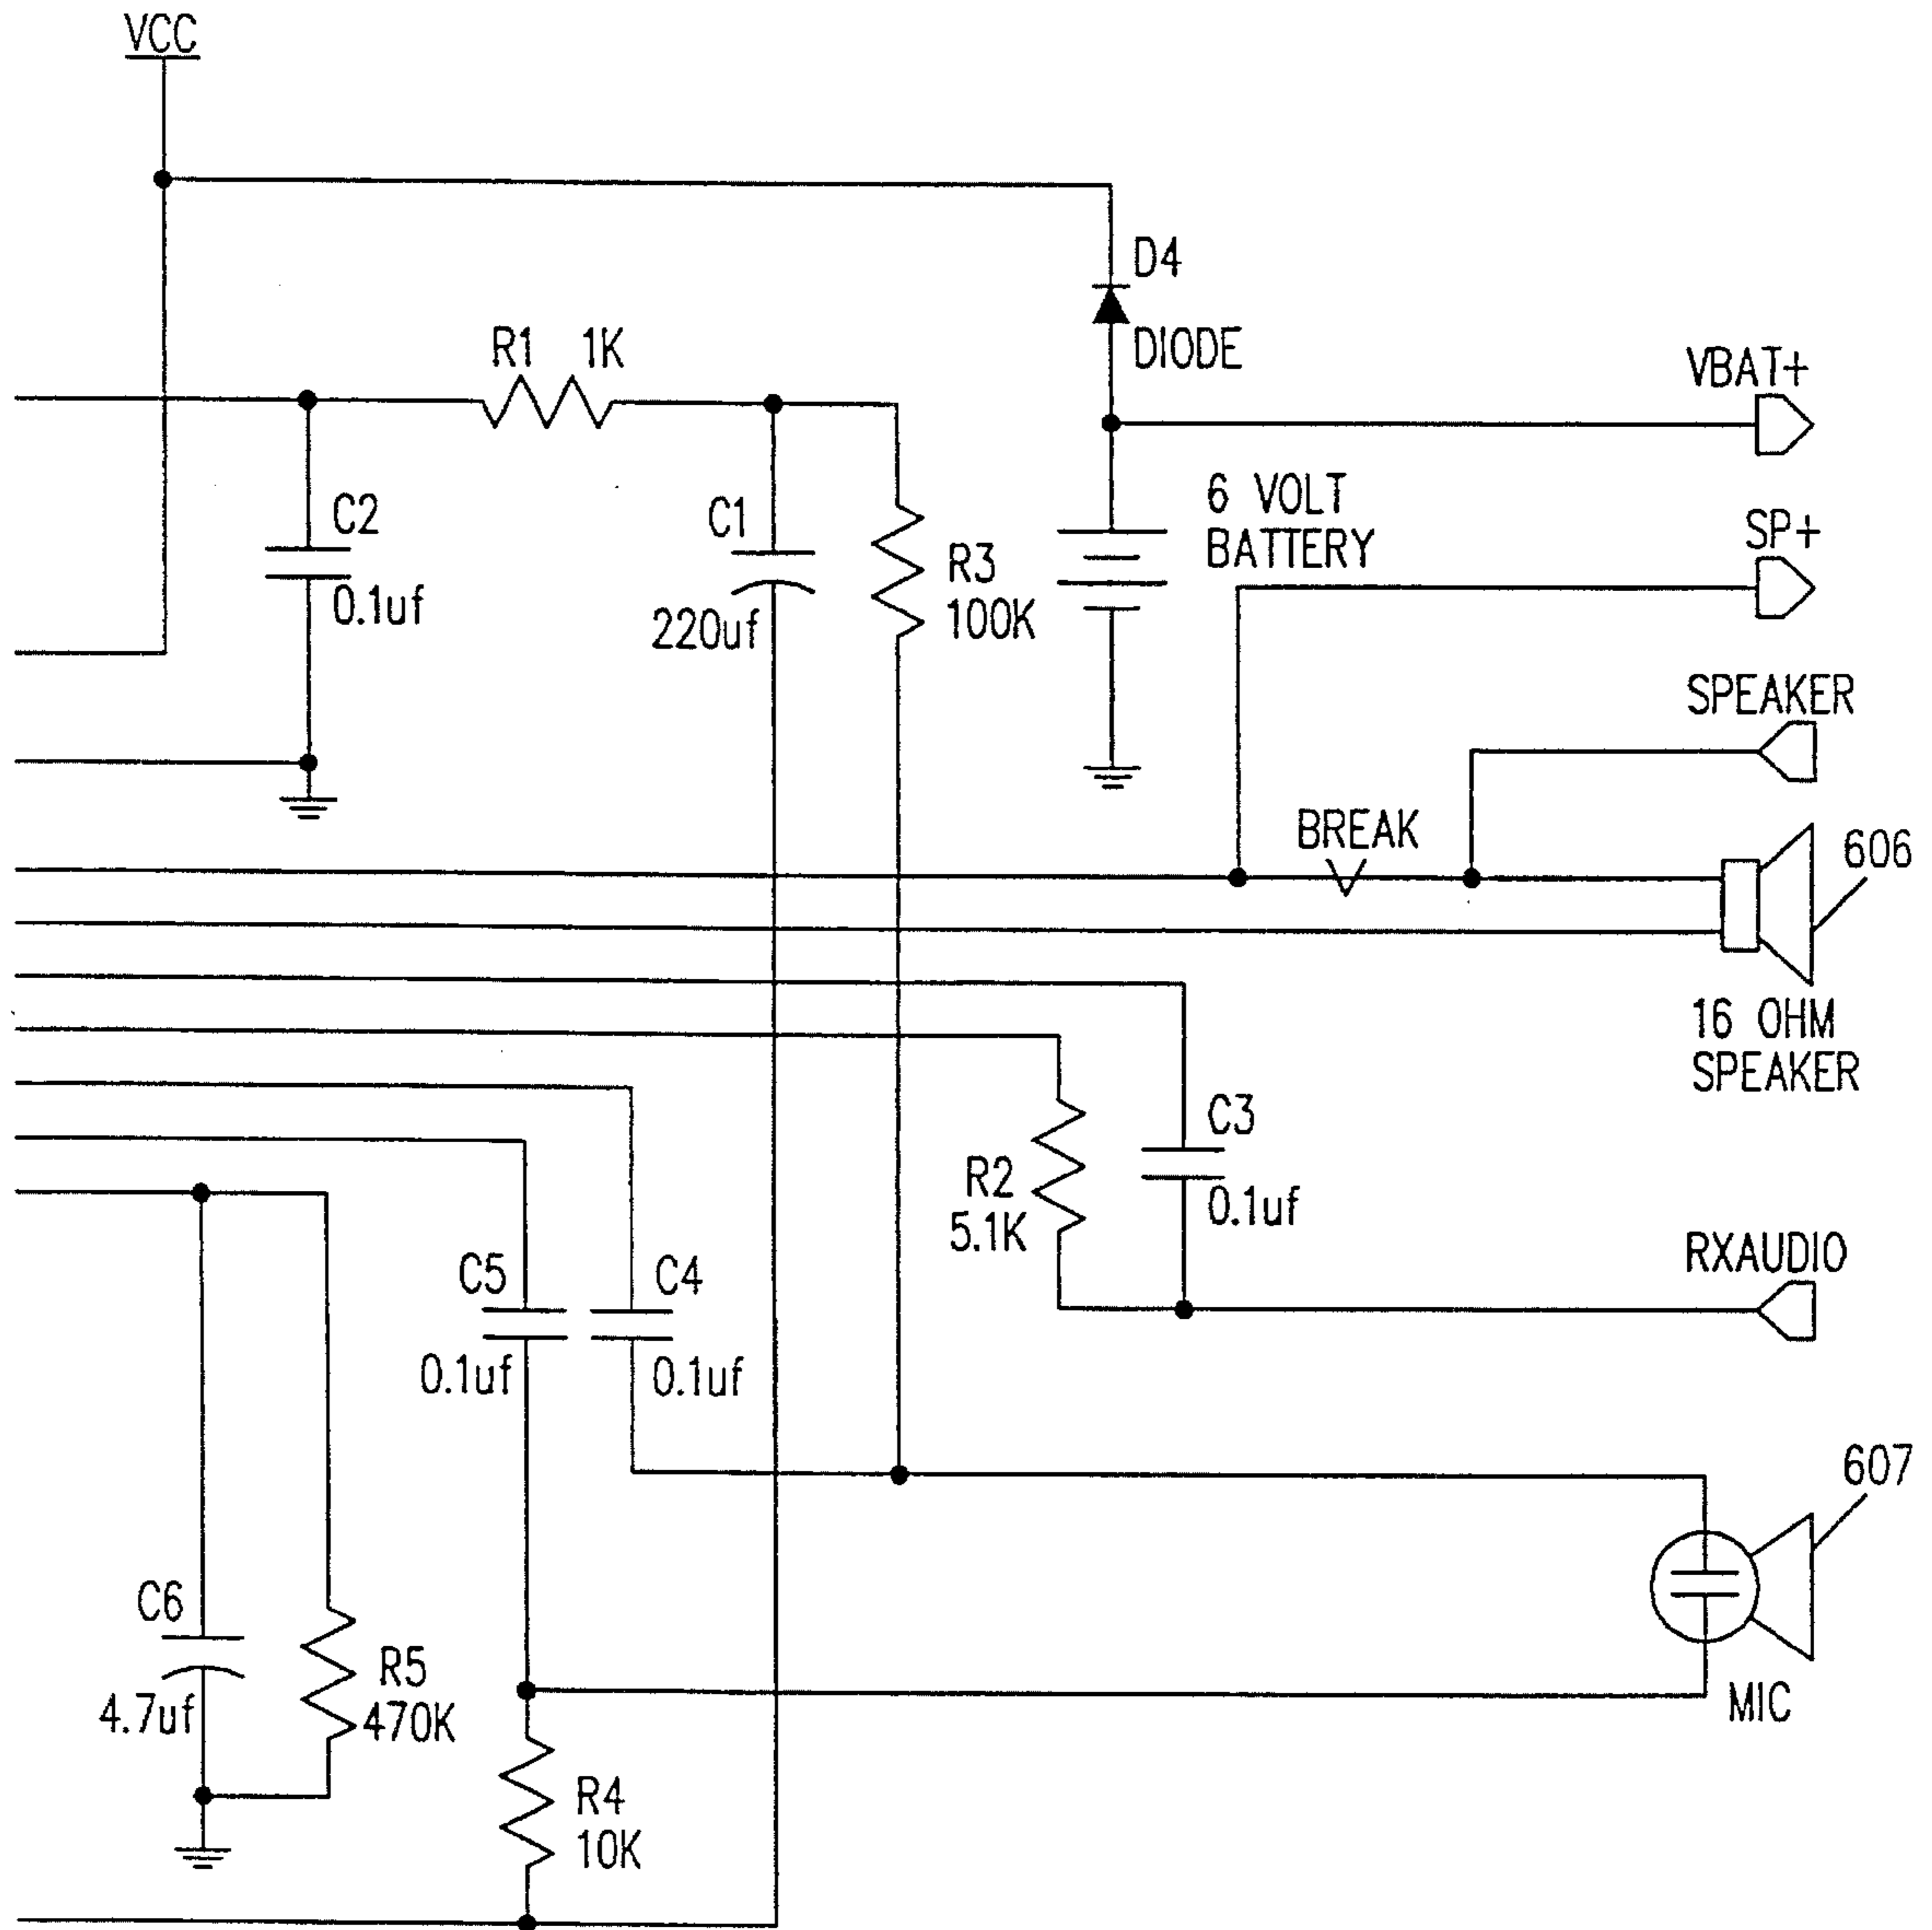 VCC
D4
DIODE
R1 1K
VBAT+
C2
0.1uf
C1
220uf
R3
100K
6 VOLT
BATTERY
SP+
SPEAKER
BREAK
606
16 OHM
SPEAKER
C3
0.1uf
R2
5.1K
RXAUDIO
C5
0.1uf
C4
0.1uf
607
C6
4.7uf
R5
470K
MIC
R4
10K